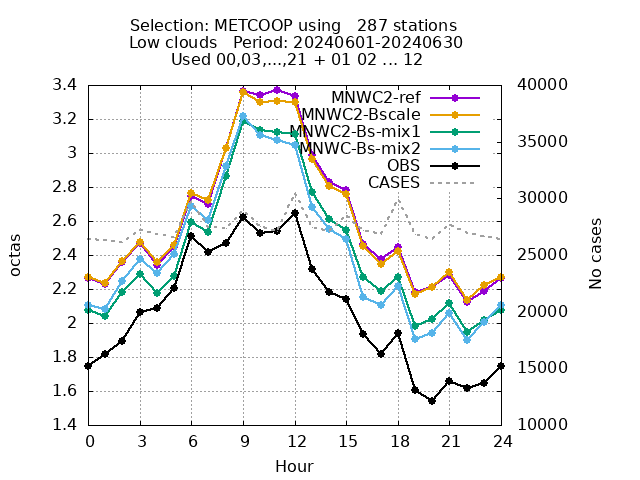 Selection: METCOOP using   287 stations
Low clouds   Period: 20240601-20240630
Used 00,03,...,21 + 01 02 ... 12
3.4
3.2
3
2.8
2.6
2.4
2.2
2
1.8
1.6
1.4
octas
MNWC2-ref
MNWC2-Bscale
MNWC2-Bs-mix1
MNWC-Bs-mix2
OBS
CASES
40000
35000
30000
25000
20000
15000
10000
No cases
0 3 6 9 12 15 18 21 24
Hour